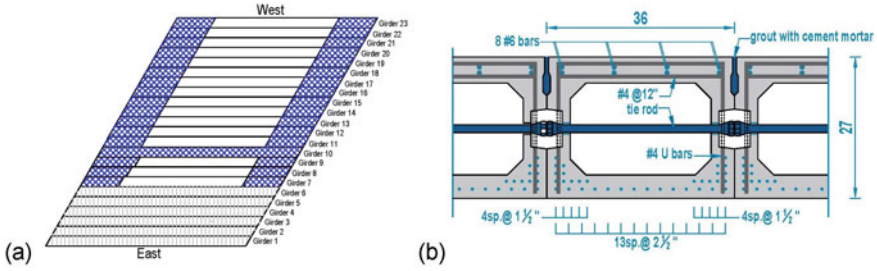 West
Girder 23
Girder 22
Girder 21
Girder 20
Girder 19
Girder 18
Girder 17
Girder 16
Girder 15
Girder 14
Girder 13
Girder 12
Girder 11
Girder 10
Girder 9
Girder 8
Girder 7
Girder 6
Girder 5
Girder 4
Girder 3
Girder 2
Girder 1
East
(a)
36
8 #6 bars
grout with cement mortar
#4 @12"
tie rod
27
#4 U bars
4sp.@ 1½"
4sp.@ 1½"
13sp.@ 2½"
(b)